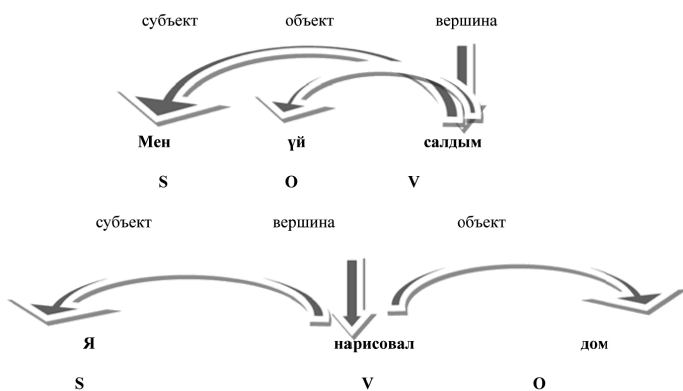 субъект объект вершина
Мен үй салдым
S O V
субъект вершина объект
Я нарисовал дом
S V O